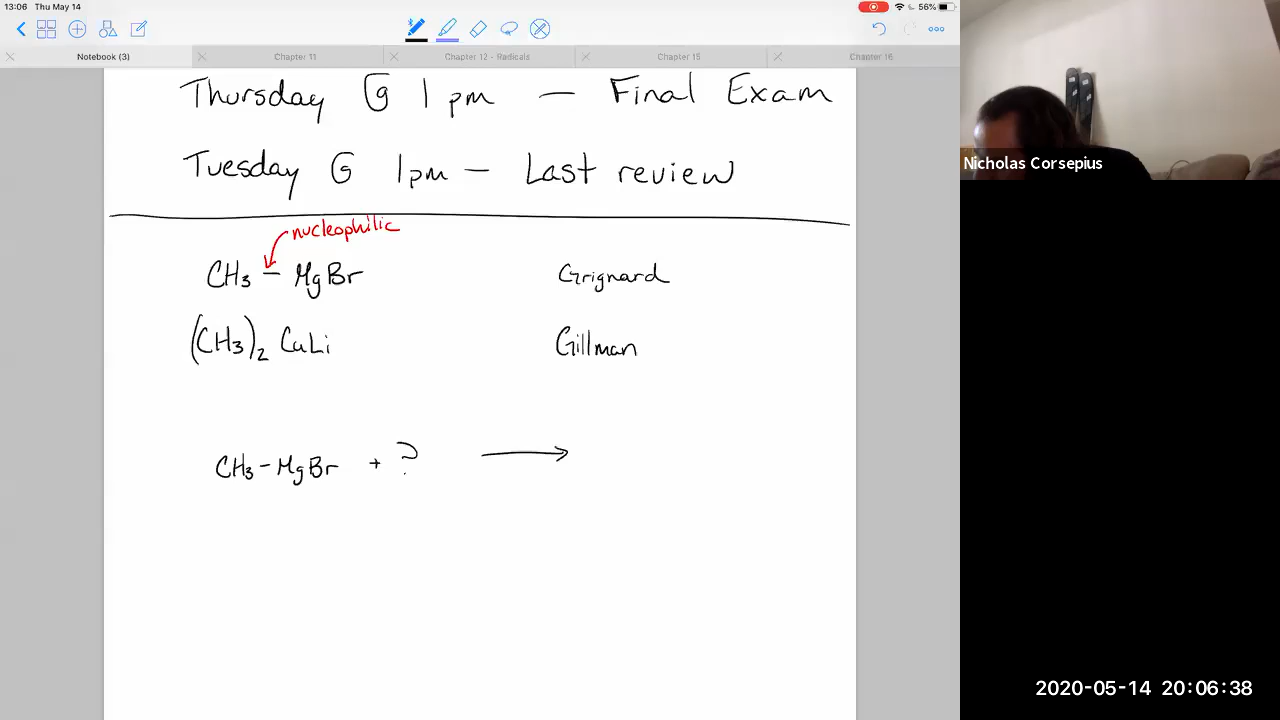 13:06 Thu May 14 56%
Notebook (3) Chapter 11 Chapter 12 - Radicals Chapter 15 Chapter 16
Thursday @ 1 pm — Final Exam
Tuesday @ 1pm — Last review
nucleophilic
CH3 — MgBr Grignard
(CH3)2 CuLi Gillman
CH3-MgBr + ? →
Nicholas Corsepius
2020-05-14 20:06:38